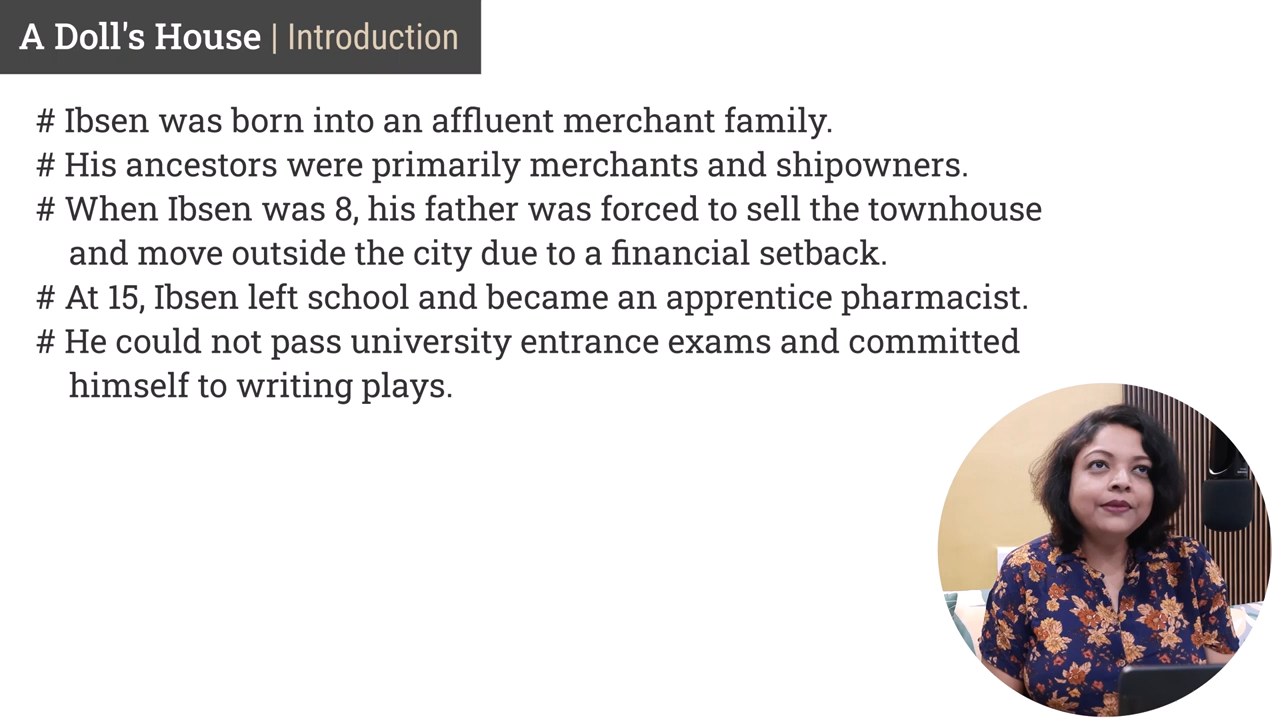 A Doll's House | Introduction
# Ibsen was born into an affluent merchant family.
# His ancestors were primarily merchants and shipowners.
# When Ibsen was 8, his father was forced to sell the townhouse
and move outside the city due to a financial setback.
# At 15, Ibsen left school and became an apprentice pharmacist.
# He could not pass university entrance exams and committed
himself to writing plays.